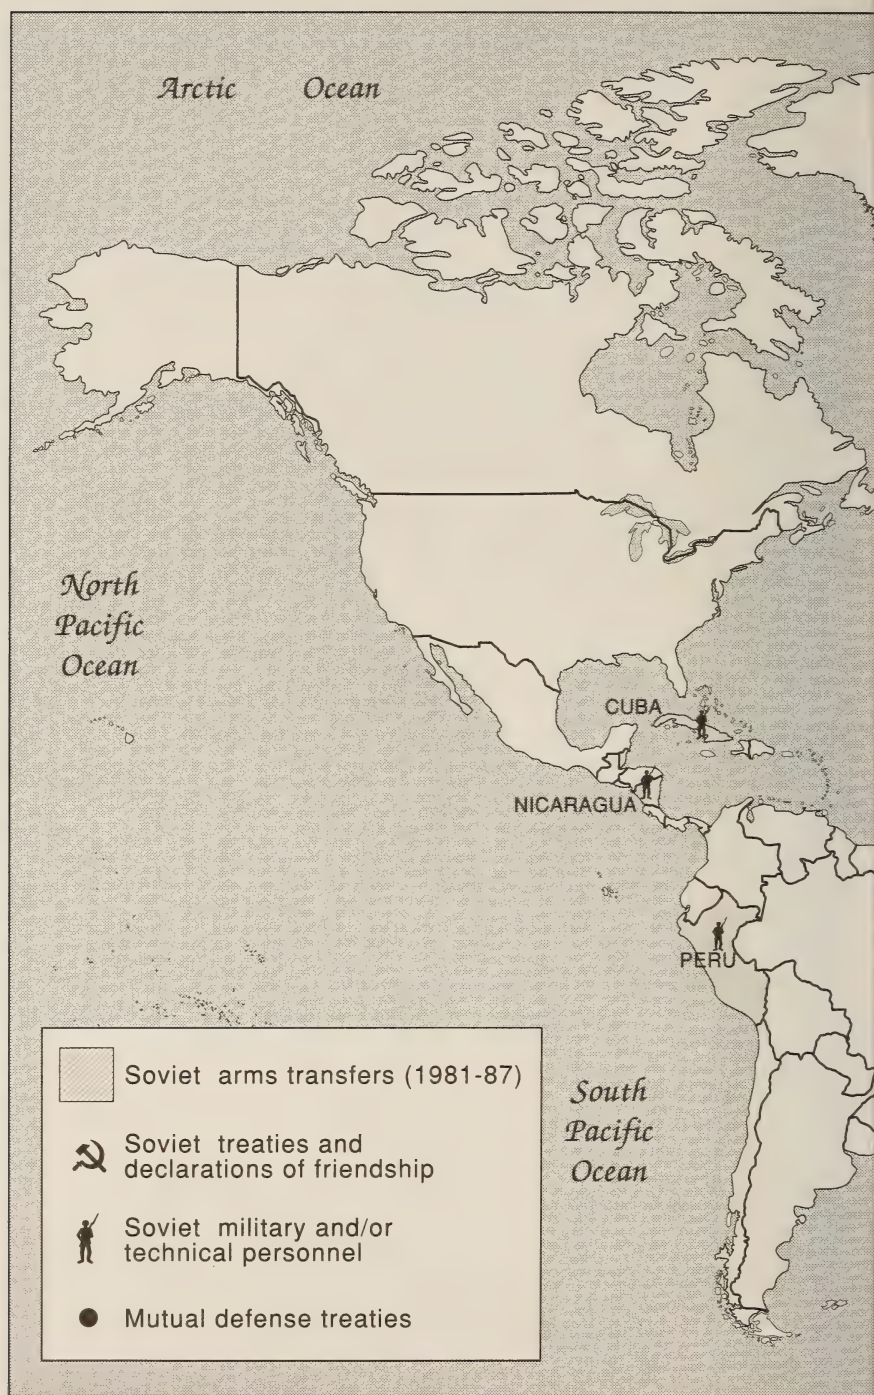 Arctic Ocean
North
Pacific
Ocean
CUBA
NICARAGUA
PERU
Soviet arms transfers (1981-87)
Soviet treaties and
declarations of friendship
Soviet military and/or
technical personnel
Mutual defense treaties
South
Pacific
Ocean